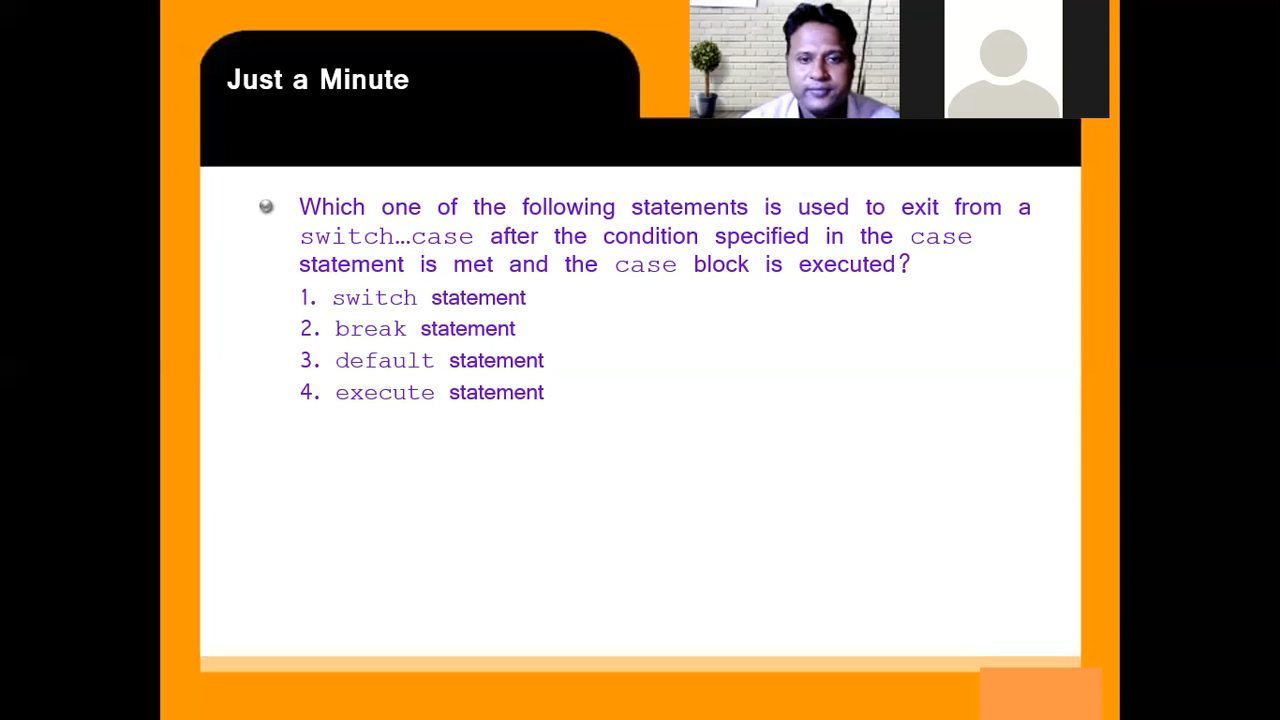 Just a Minute
Which one of the following statements is used to exit from a
switch…case after the condition specified in the case
statement is met and the case block is executed?
1. switch statement
2. break statement
3. default statement
4. execute statement